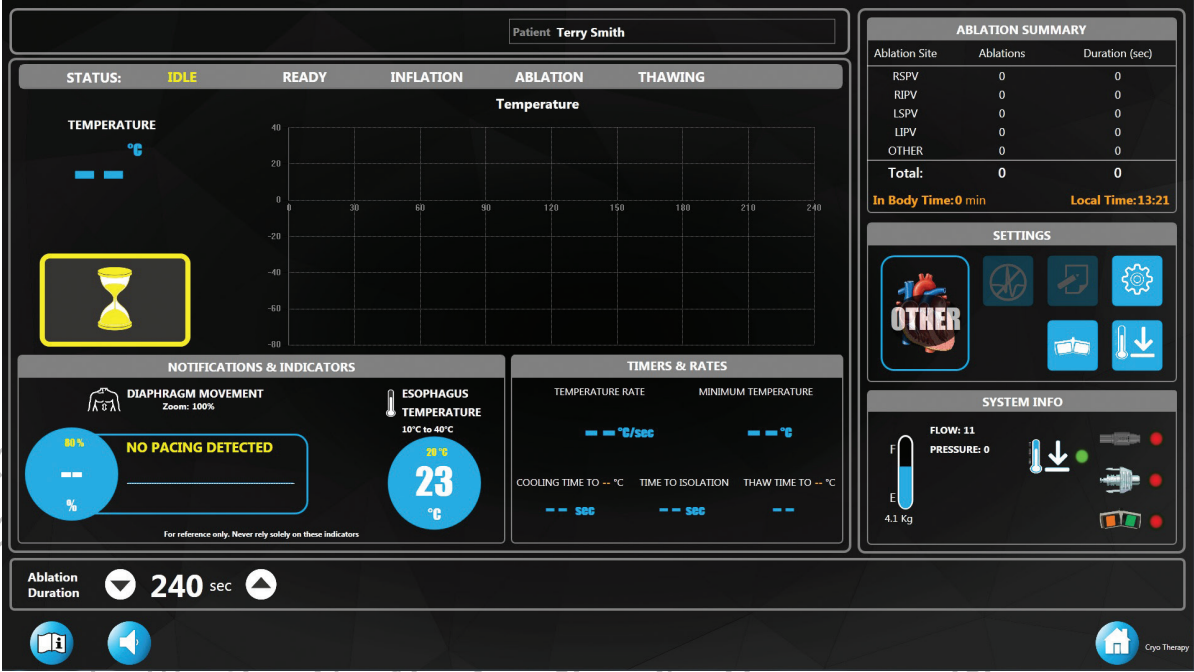 Patient Terry Smith
STATUS: IDLE READY INFLATION ABLATION THAWING
TEMPERATURE
°C
-- --
Temperature
40
20
0
0 30 60 90 120 150 180 210 240
-20
-40
-60
-80
NOTIFICATIONS & INDICATORS
DIAPHRAGM MOVEMENT
Zoom: 100%
80 %
--
%
NO PACING DETECTED
ESOPHAGUS
TEMPERATURE
10°C to 40°C
20 °C
23
°C
For reference only. Never rely solely on these indicators
TIMERS & RATES
TEMPERATURE RATE MINIMUM TEMPERATURE
-- --°C/sec -- --°C
COOLING TIME TO -- °C TIME TO ISOLATION THAW TIME TO -- °C
-- -- sec -- -- sec -- --
ABLATION SUMMARY
Ablation Site Ablations Duration (sec)
RSPV 0 0
RIPV 0 0
LSPV 0 0
LIPV 0 0
OTHER 0 0
Total: 0 0
In Body Time:0 min Local Time:13:21
SETTINGS
OTHER
SYSTEM INFO
FLOW: 11
PRESSURE: 0
F
E
4.1 Kg
Ablation
Duration
240 sec
Cryo Therapy